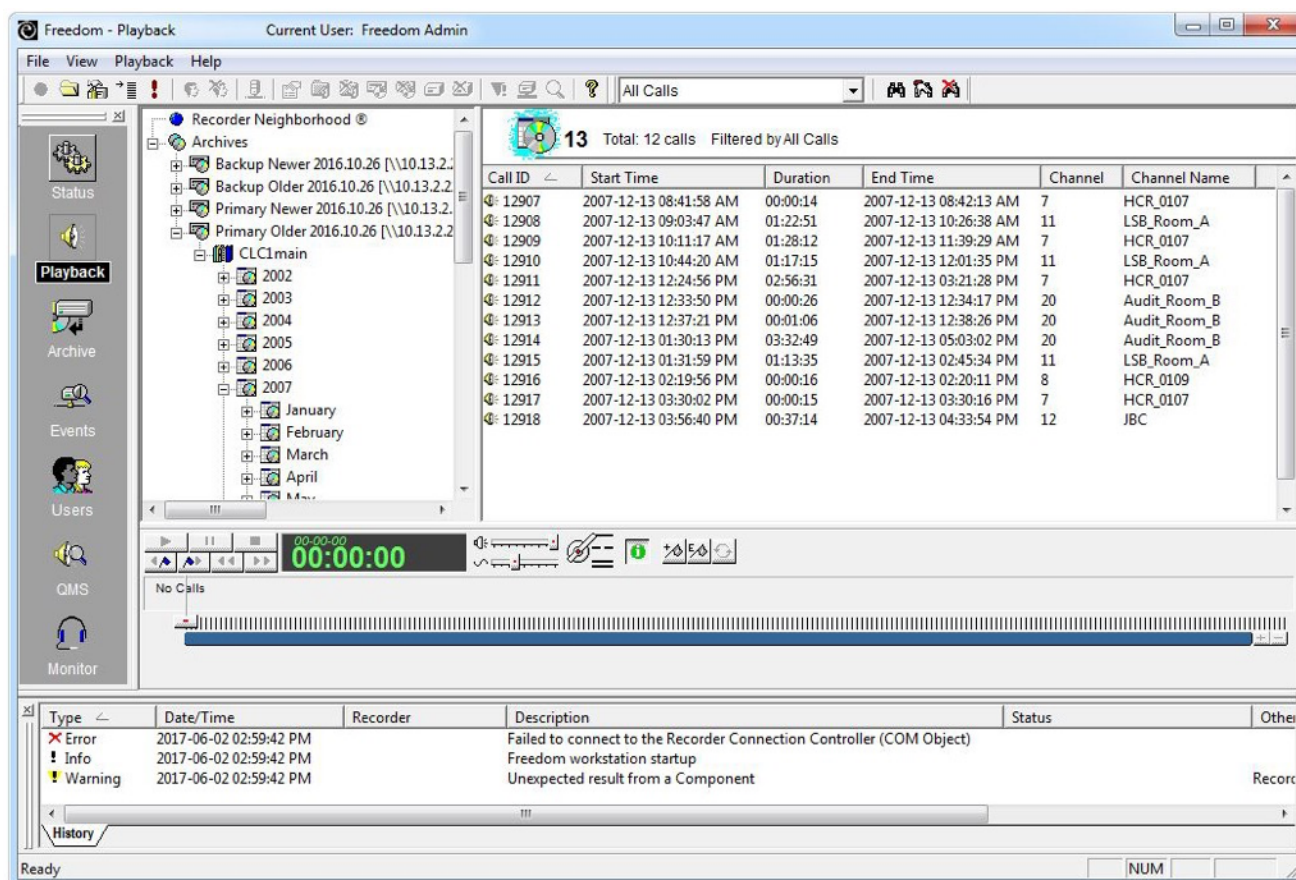 Freedom - Playback Current User: Freedom Admin
File View Playback Help
All Calls
Status
Playback
Archive
Events
Users
QMS
Monitor
Recorder Neighborhood ®
Archives
Backup Newer 2016.10.26 [\\10.13.2.
Backup Older 2016.10.26 [\\10.13.2.2
Primary Newer 2016.10.26 [\\10.13.2.
Primary Older 2016.10.26 [\\10.13.2.2
CLC1main
2002
2003
2004
2005
2006
2007
January
February
March
April
May
13 Total: 12 calls Filtered by All Calls
Call ID Start Time Duration End Time Channel Channel Name
12907 2007-12-13 08:41:58 AM 00:00:14 2007-12-13 08:42:13 AM 7 HCR_0107
12908 2007-12-13 09:03:47 AM 01:22:51 2007-12-13 10:26:38 AM 11 LSB_Room_A
12909 2007-12-13 10:11:17 AM 01:28:12 2007-12-13 11:39:29 AM 7 HCR_0107
12910 2007-12-13 10:44:20 AM 01:17:15 2007-12-13 12:01:35 PM 11 LSB_Room_A
12911 2007-12-13 12:24:56 PM 02:56:31 2007-12-13 03:21:28 PM 7 HCR_0107
12912 2007-12-13 12:33:50 PM 00:00:26 2007-12-13 12:34:17 PM 20 Audit_Room_B
12913 2007-12-13 12:37:21 PM 00:01:06 2007-12-13 12:38:26 PM 20 Audit_Room_B
12914 2007-12-13 01:30:13 PM 03:32:49 2007-12-13 05:03:02 PM 20 Audit_Room_B
12915 2007-12-13 01:31:59 PM 01:13:35 2007-12-13 02:45:34 PM 11 LSB_Room_A
12916 2007-12-13 02:19:56 PM 00:00:16 2007-12-13 02:20:11 PM 8 HCR_0109
12917 2007-12-13 03:30:02 PM 00:00:15 2007-12-13 03:30:16 PM 7 HCR_0107
12918 2007-12-13 03:56:40 PM 00:37:14 2007-12-13 04:33:54 PM 12 JBC
00-00-00
00:00:00
No Calls
Type Date/Time Recorder Description Status Other
Error 2017-06-02 02:59:42 PM Failed to connect to the Recorder Connection Controller (COM Object)
Info 2017-06-02 02:59:42 PM Freedom workstation startup
Warning 2017-06-02 02:59:42 PM Unexpected result from a Component Record
History
Ready NUM